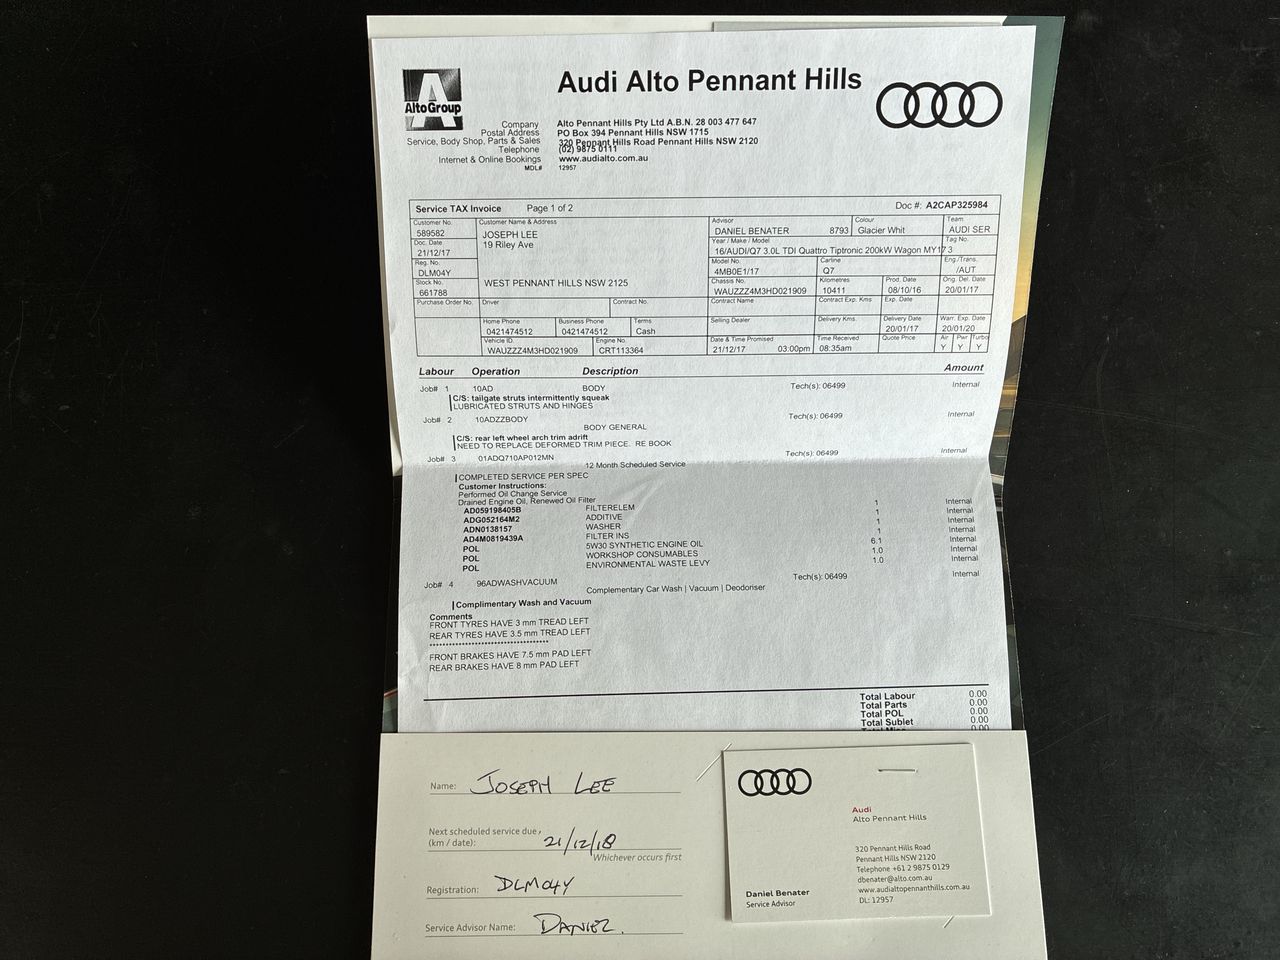 AltoGroup
Audi Alto Pennant Hills
Company Alto Pennant Hills Pty Ltd A.B.N. 28 003 477 647
Postal Address PO Box 394 Pennant Hills NSW 1715
Service, Body Shop, Parts & Sales 320 Pennant Hills Road Pennant Hills NSW 2120
Telephone (02) 9875 0111
Internet & Online Bookings www.audialto.com.au
MDL# 12957
Service TAX Invoice Page 1 of 2 Doc #: A2CAP325984
Customer No. Customer Name & Address Advisor Colour Team
589582 JOSEPH LEE DANIEL BENATER 8793 Glacier Whit AUDI SER
Doc. Date 19 Riley Ave Year / Make / Model Tag No.
21/12/17 16/AUDI/Q7 3.0L TDI Quattro Tiptronic 200kW Wagon MY17 3
Reg. No. Model No. Carline Eng./Trans.
DLM04Y 4MB0E1/17 Q7 /AUT
Stock No. WEST PENNANT HILLS NSW 2125 Chassis No. Kilometres Prod. Date Orig. Del. Date
661788 WAUZZZ4M3HD021909 10411 08/10/16 20/01/17
Purchase Order No. Driver Contract No. Contract Name Contract Exp. Kms Exp. Date
Home Phone Business Phone Terms Selling Dealer Delivery Kms. Delivery Date Warr. Exp. Date
0421474512 0421474512 Cash 20/01/17 20/01/20
Vehicle ID. Engine No. Date & Time Promised Time Received Quote Price Air Pwr Turbo
WAUZZZ4M3HD021909 CRT113364 21/12/17 03:00pm 08:35am Y Y Y
Labour Operation Description Amount
Job# 1 10AD BODY Tech(s): 06499 Internal
C/S: tailgate struts intermittently squeak
LUBRICATED STRUTS AND HINGES
Job# 2 10ADZZBODY Tech(s): 06499 Internal
BODY GENERAL
C/S: rear left wheel arch trim adrift
NEED TO REPLACE DEFORMED TRIM PIECE. RE BOOK
Job# 3 01ADQ710AP012MN Tech(s): 06499 Internal
12 Month Scheduled Service
COMPLETED SERVICE PER SPEC
Customer Instructions:
Performed Oil Change Service
Drained Engine Oil, Renewed Oil Filter
AD059198405B FILTERELEM 1 Internal
ADG052164M2 ADDITIVE 1 Internal
ADN0138157 WASHER 1 Internal
AD4M0819439A FILTER INS 1 Internal
POL 5W30 SYNTHETIC ENGINE OIL 6.1 Internal
POL WORKSHOP CONSUMABLES 1.0 Internal
POL ENVIRONMENTAL WASTE LEVY 1.0 Internal
Job# 4 96ADWASHVACUUM Tech(s): 06499 Internal
Complementary Car Wash | Vacuum | Deodoriser
Complimentary Wash and Vacuum
Comments
FRONT TYRES HAVE 3 mm TREAD LEFT
REAR TYRES HAVE 3.5 mm TREAD LEFT
FRONT BRAKES HAVE 7.5 mm PAD LEFT
REAR BRAKES HAVE 8 mm PAD LEFT
Total Labour 0.00
Total Parts 0.00
Total POL 0.00
Total Sublet 0.00
Total Misc 0.00
Name: JOSEPH LEE
Next scheduled service due,
(km / date): 21/12/18
Whichever occurs first
Registration: DLM04Y
Service Advisor Name: DANIEL.
Audi
Alto Pennant Hills
320 Pennant Hills Road
Pennant Hills NSW 2120
Telephone +61 2 9875 0129
dbenater@alto.com.au
www.audialtopennanthills.com.au
DL: 12957
Daniel Benater
Service Advisor